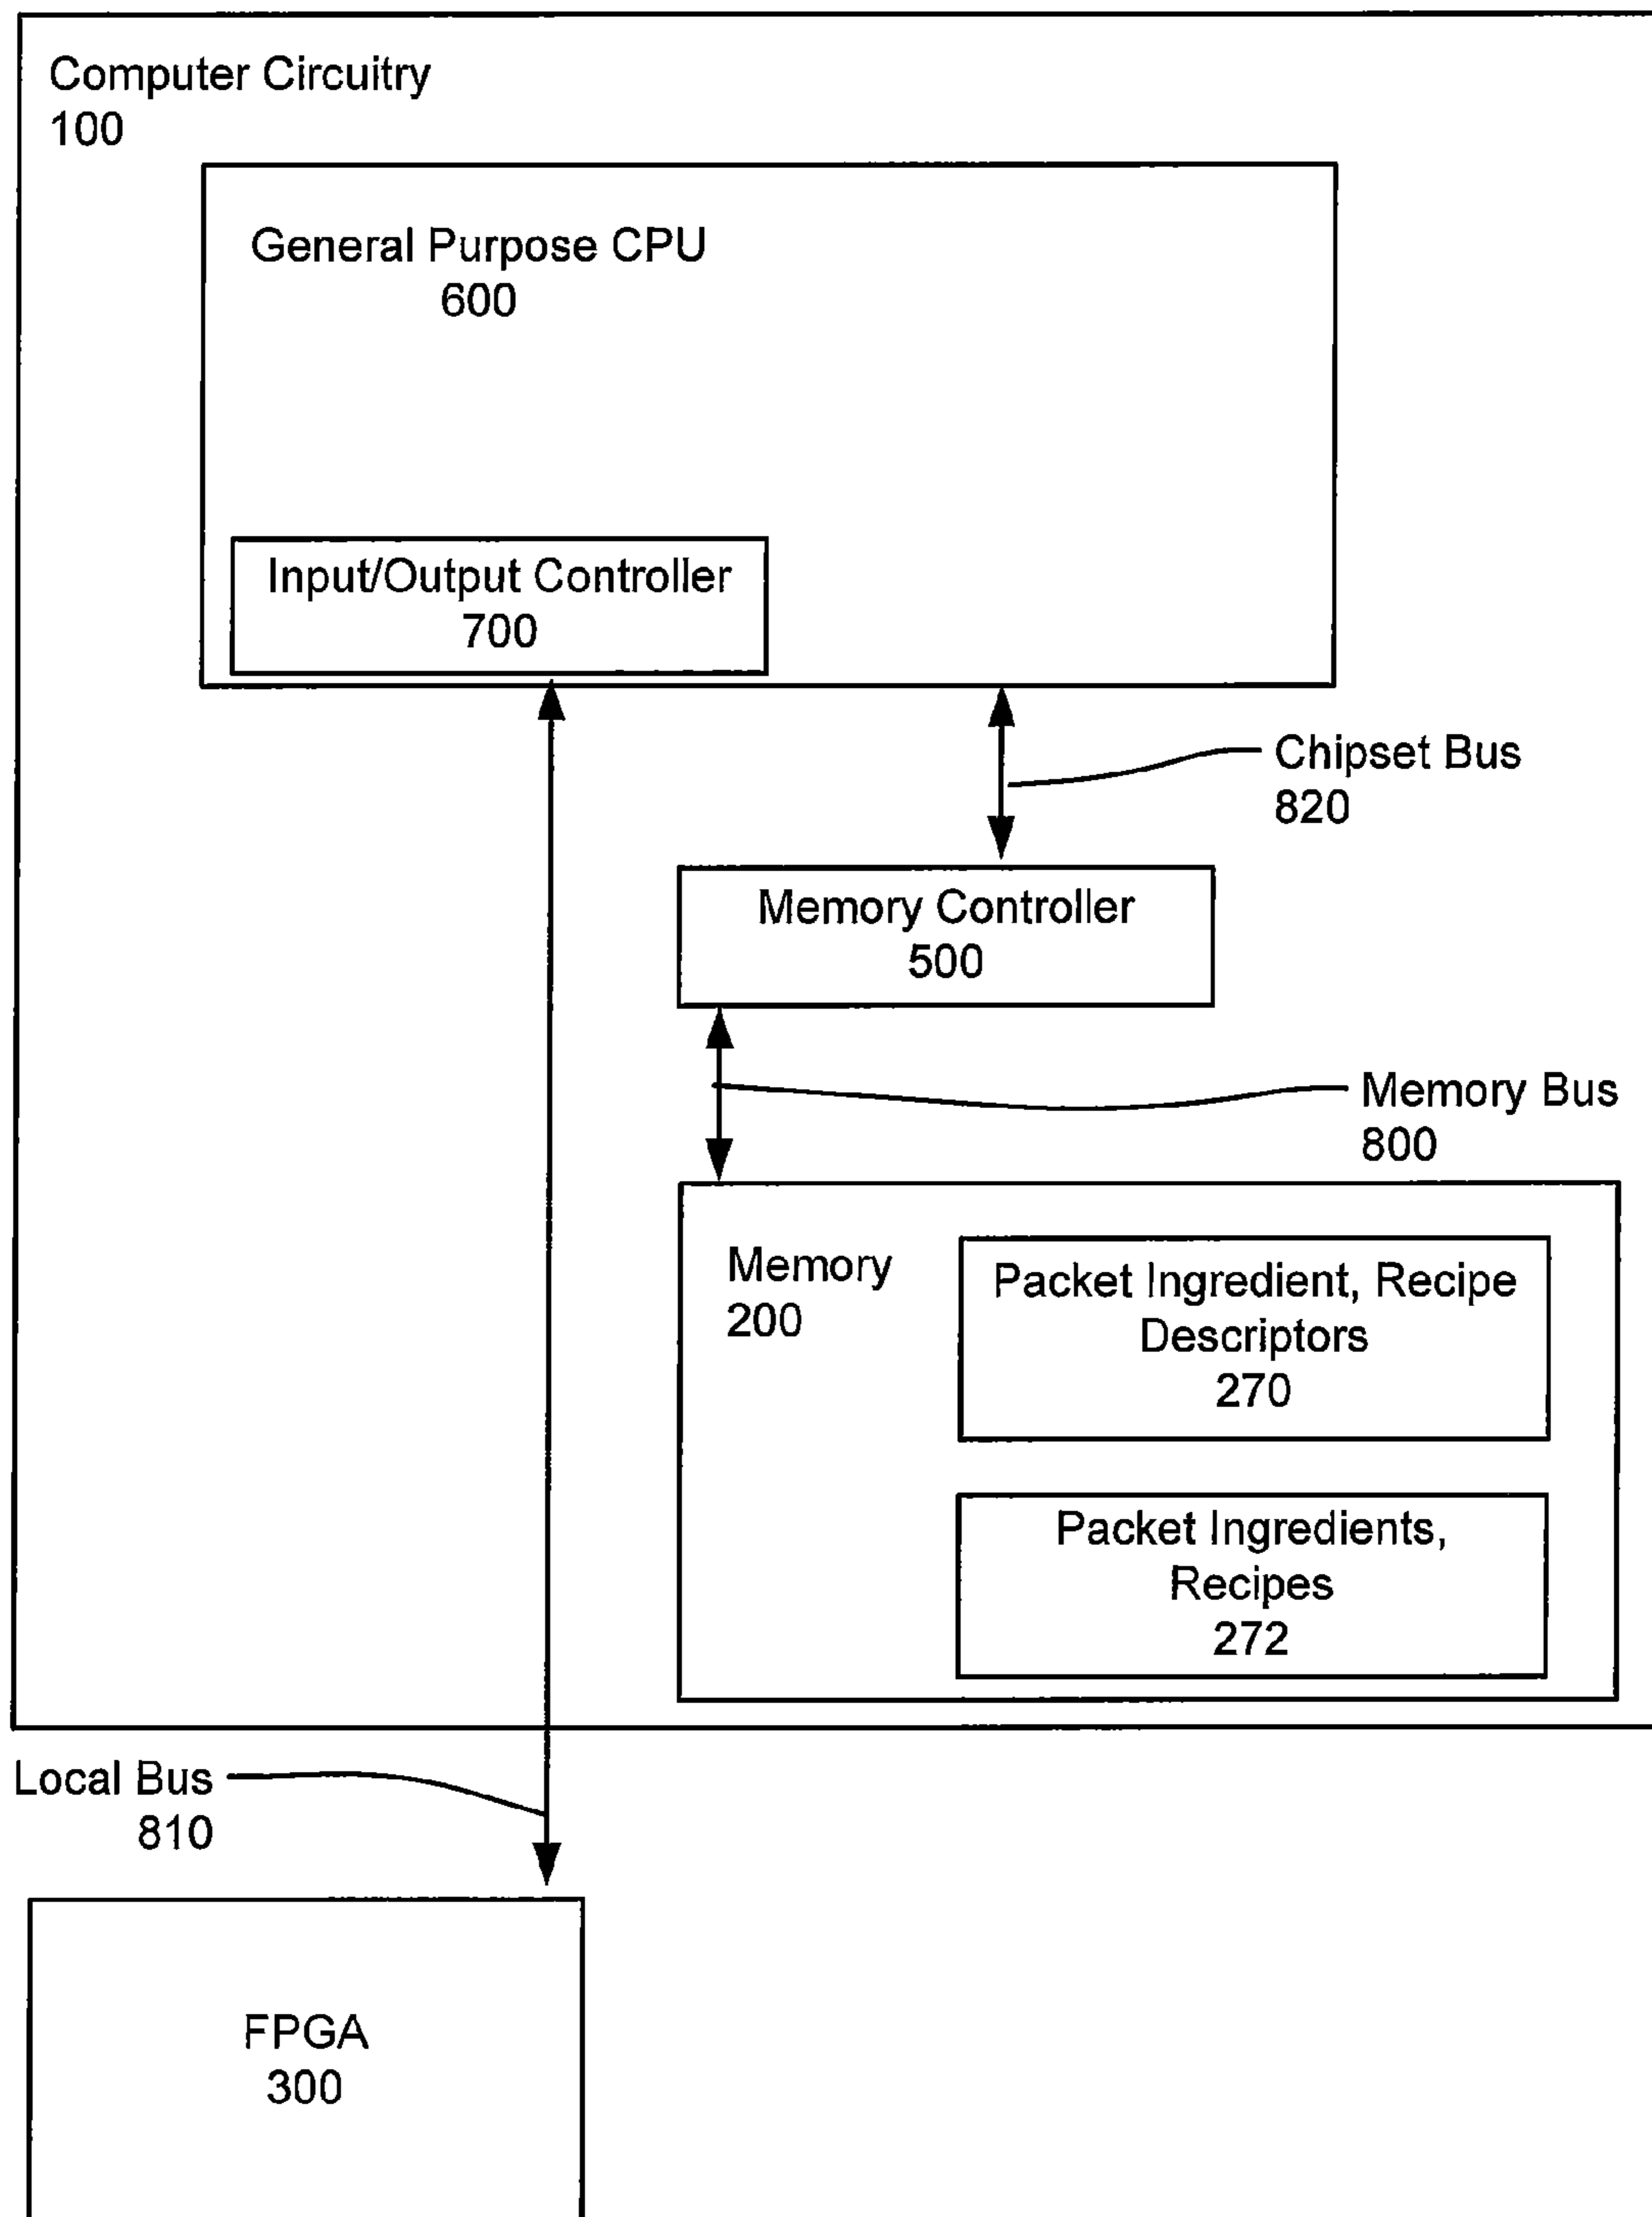 Computer Circuitry
100
General Purpose CPU
600
Input/Output Controller
700
Chipset Bus
820
Memory Controller
500
Memory Bus
800
Memory
200
Packet Ingredient, Recipe
Descriptors
270
Packet Ingredients,
Recipes
272
Local Bus
810
FPGA
300